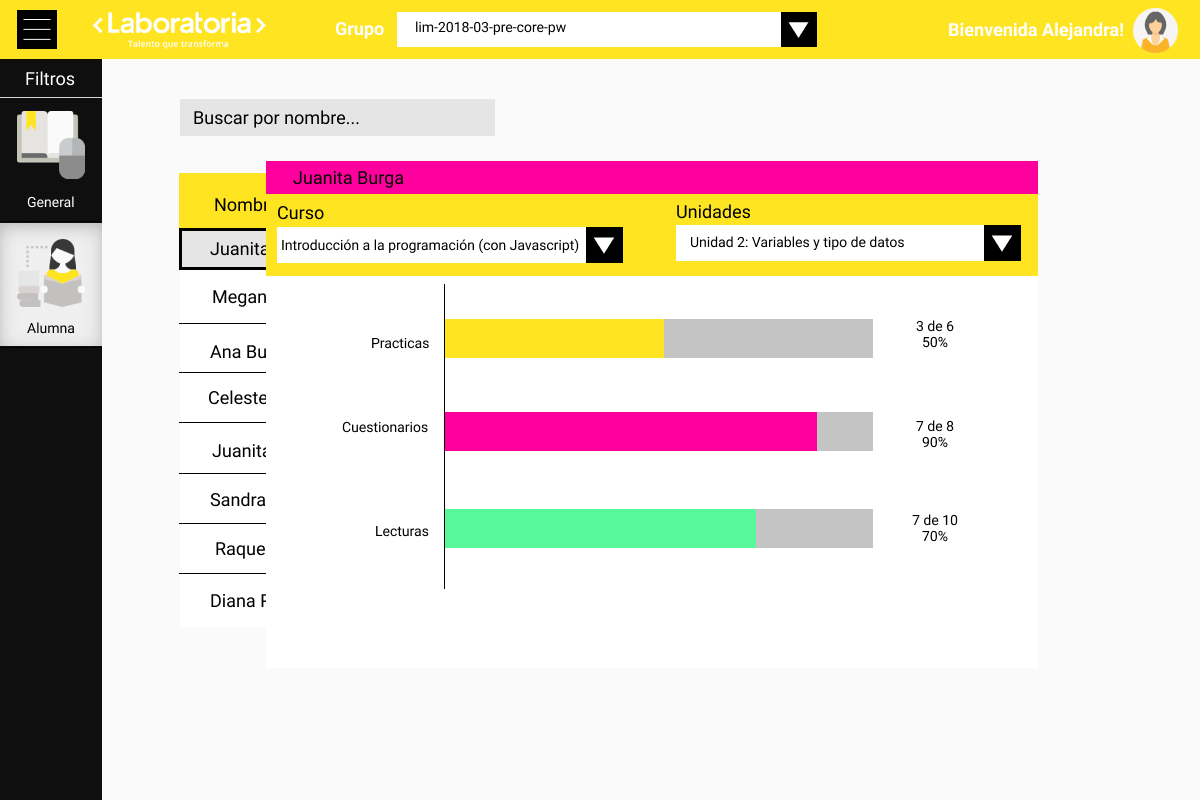 <Laboratoria>
Talento que transforma
Grupo
lim-2018-03-pre-core-pw
Bienvenida Alejandra!
Filtros
General
Alumna
Buscar por nombre...
Nombr
Juanita
Megan
Ana Bu
Celeste
Juanita
Sandra
Raque
Diana F
Juanita Burga
Curso
Introducción a la programación (con Javascript)
Unidades
Unidad 2: Variables y tipo de datos
Practicas
3 de 6
50%
Cuestionarios
7 de 8
90%
Lecturas
7 de 10
70%